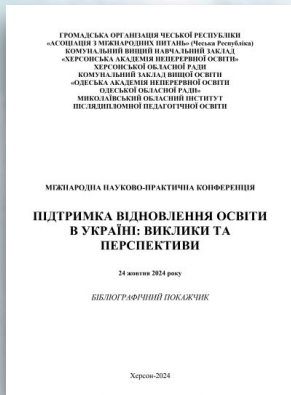 ГРОМАДСЬКА ОРГАНІЗАЦІЯ ЧЕСЬКОЇ РЕСПУБЛІКИ
«АСОЦІАЦІЯ З МІЖНАРОДНИХ ПИТАНЬ» (Чеська Республіка)
КОМУНАЛЬНИЙ ВИЩИЙ НАВЧАЛЬНИЙ ЗАКЛАД
«ХЕРСОНСЬКА АКАДЕМІЯ НЕПЕРЕРВНОЇ ОСВІТИ»
ХЕРСОНСЬКОЇ ОБЛАСНОЇ РАДИ
КОМУНАЛЬНИЙ ЗАКЛАД ВИЩОЇ ОСВІТИ
«ОДЕСЬКА АКАДЕМІЯ НЕПЕРЕРВНОЇ ОСВІТИ
ОДЕСЬКОЇ ОБЛАСНОЇ РАДИ»
МИКОЛАЇВСЬКИЙ ОБЛАСНИЙ ІНСТИТУТ
ПІСЛЯДИПЛОМНОЇ ПЕДАГОГІЧНОЇ ОСВІТИ
МІЖНАРОДНА НАУКОВО-ПРАКТИЧНА КОНФЕРЕНЦІЯ
ПІДТРИМКА ВІДНОВЛЕННЯ ОСВІТИ
В УКРАЇНІ: ВИКЛИКИ ТА
ПЕРСПЕКТИВИ
24 жовтня 2024 року
БІБЛІОГРАФІЧНИЙ ПОКАЖЧИК
Херсон-2024